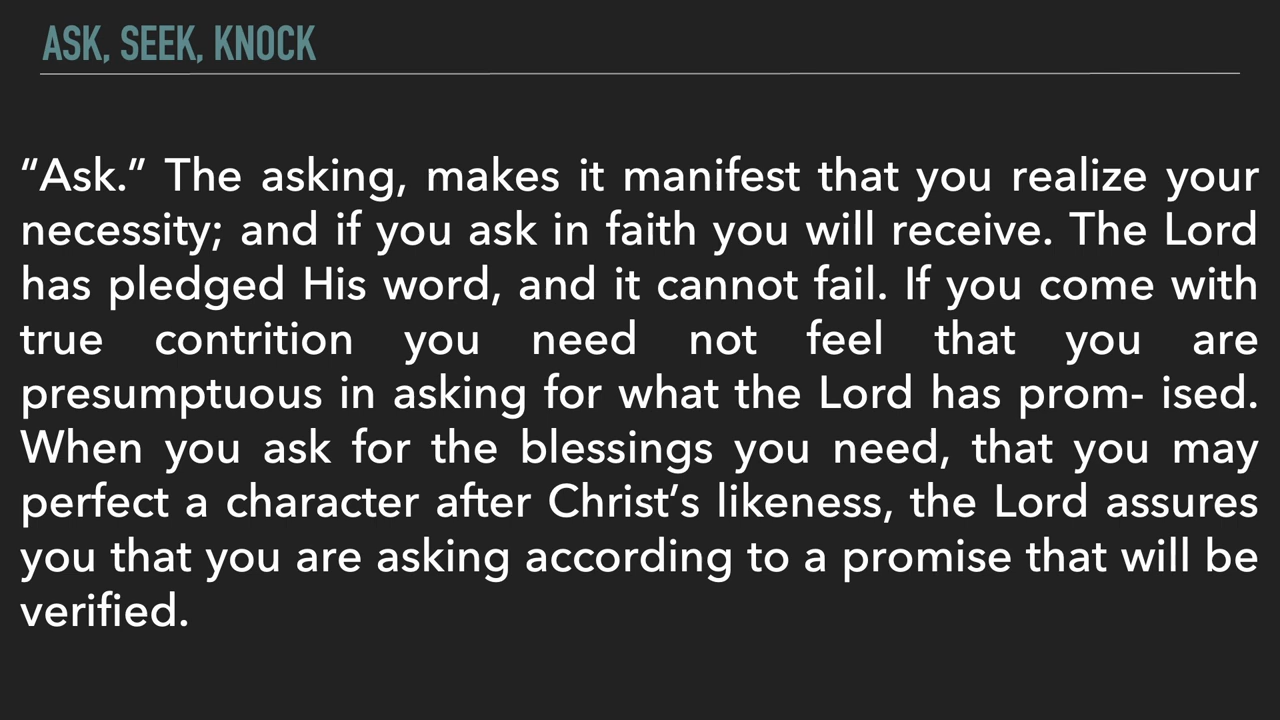 ASK, SEEK, KNOCK
“Ask.” The asking, makes it manifest that you realize your
necessity; and if you ask in faith you will receive. The Lord
has pledged His word, and it cannot fail. If you come with
true contrition you need not feel that you are
presumptuous in asking for what the Lord has prom- ised.
When you ask for the blessings you need, that you may
perfect a character after Christ’s likeness, the Lord assures
you that you are asking according to a promise that will be
verified.